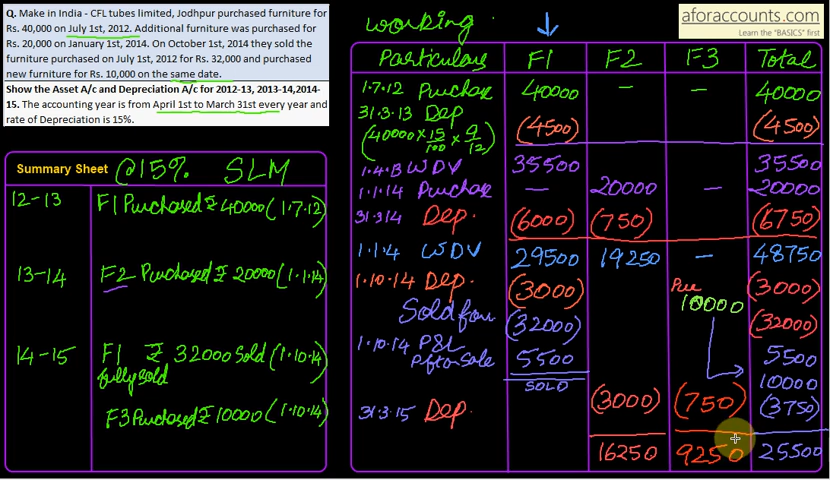 Q. Make in India - CFL tubes limited, Jodhpur purchased furniture for
Rs. 40,000 on July 1st, 2012. Additional furniture was purchased for
Rs. 20,000 on January 1st, 2014. On October 1st, 2014 they sold the
furniture purchased on July 1st, 2012 for Rs. 32,000 and purchased
new furniture for Rs. 10,000 on the same date.
Show the Asset A/c and Depreciation A/c for 2012-13, 2013-14,2014-
15. The accounting year is from April 1st to March 31st every year and
rate of Depreciation is 15%.
Summary Sheet @15% SLM
12-13 F1 Purchased ₹ 40000 (1.7.12)
13-14 F2 Purchased ₹ 20000 (1.1.14)
14-15 F1 ₹ 32000 Sold (1.10.14)
fully sold
F3 Purchased ₹ 10000 (1.10.14)
working
aforaccounts.com
Learn the "BASICS" first
Particulars F1 F2 F3 Total
1.7.12 Purchase 40000 – – 40000
31.3.13 Dep
(40000 × 15/100 × 9/12) (4500) (4500)
1.4.13 WDV 35500 35500
1.1.14 Purchase – 20000 – 20000
31.3.14 Dep. (6000) (750) (6750)
1.1.4 WDV 29500 19250 – 48750
1.10.14 Dep. (3000) Pur (3000)
10000
Sold for (32000) (32000)
1.10.14 P&L
Pft on Sale 5500 5500
SOLD 10000
31.3.15 Dep. (3000) (750) (3750)
16250 9250 25500